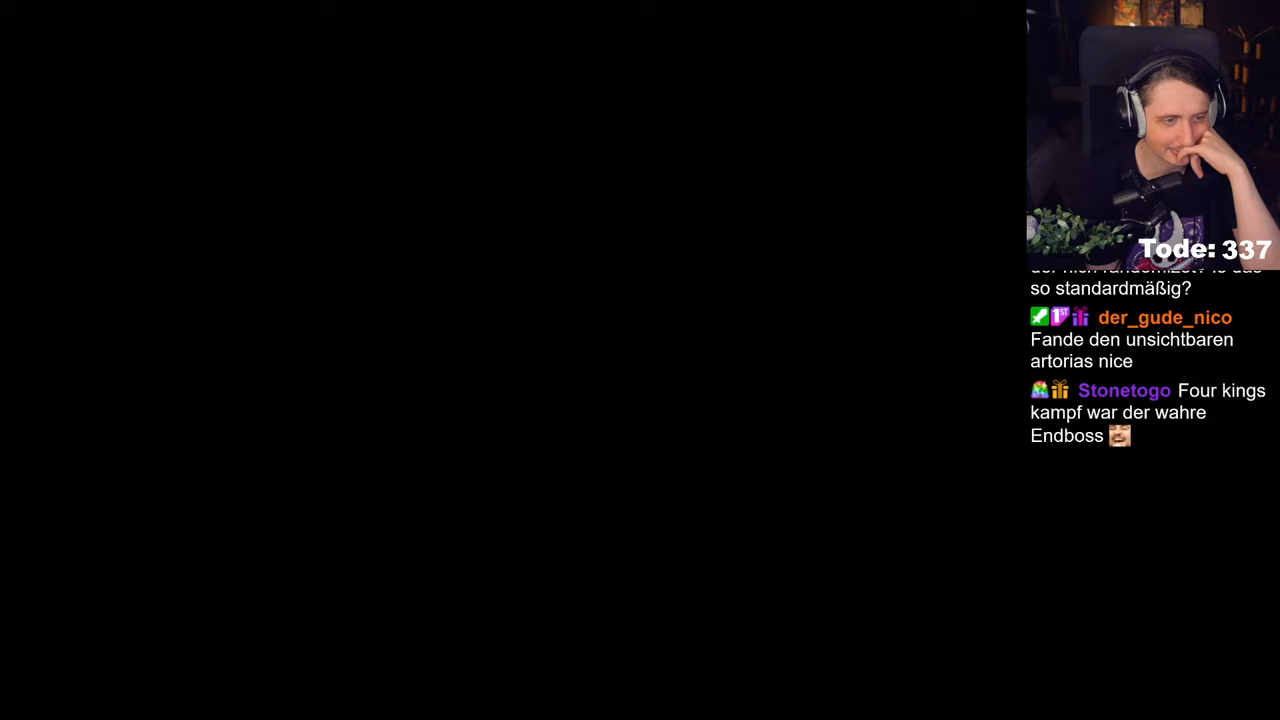 Tode: 337
so standardmäßig?
der_gude_nico
Fande den unsichtbaren
artorias nice
Stonetogo Four kings
kampf war der wahre
Endboss